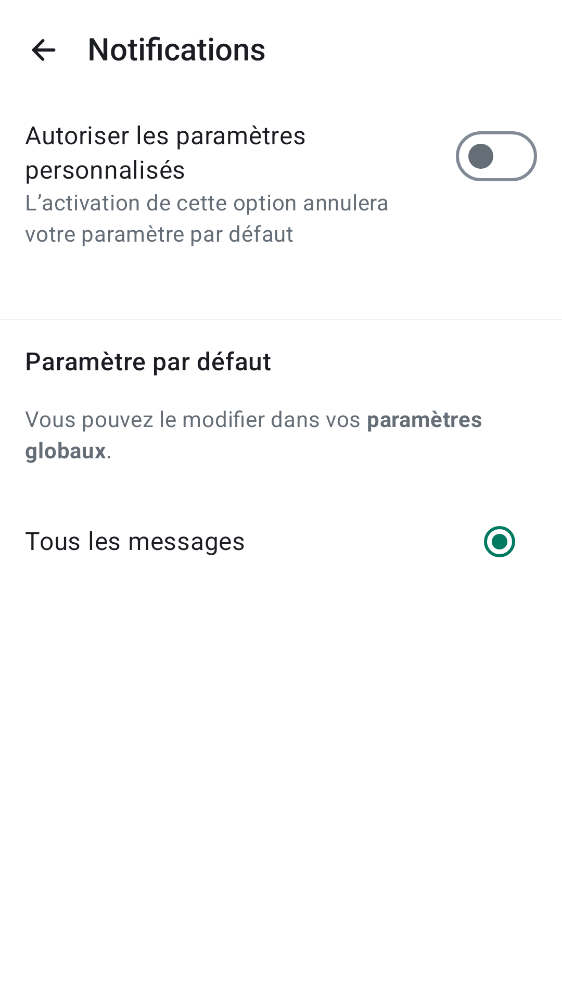 Notifications
Autoriser les paramètres
personnalisés
L’activation de cette option annulera
votre paramètre par défaut
Paramètre par défaut
Vous pouvez le modifier dans vos paramètres
globaux.
Tous les messages